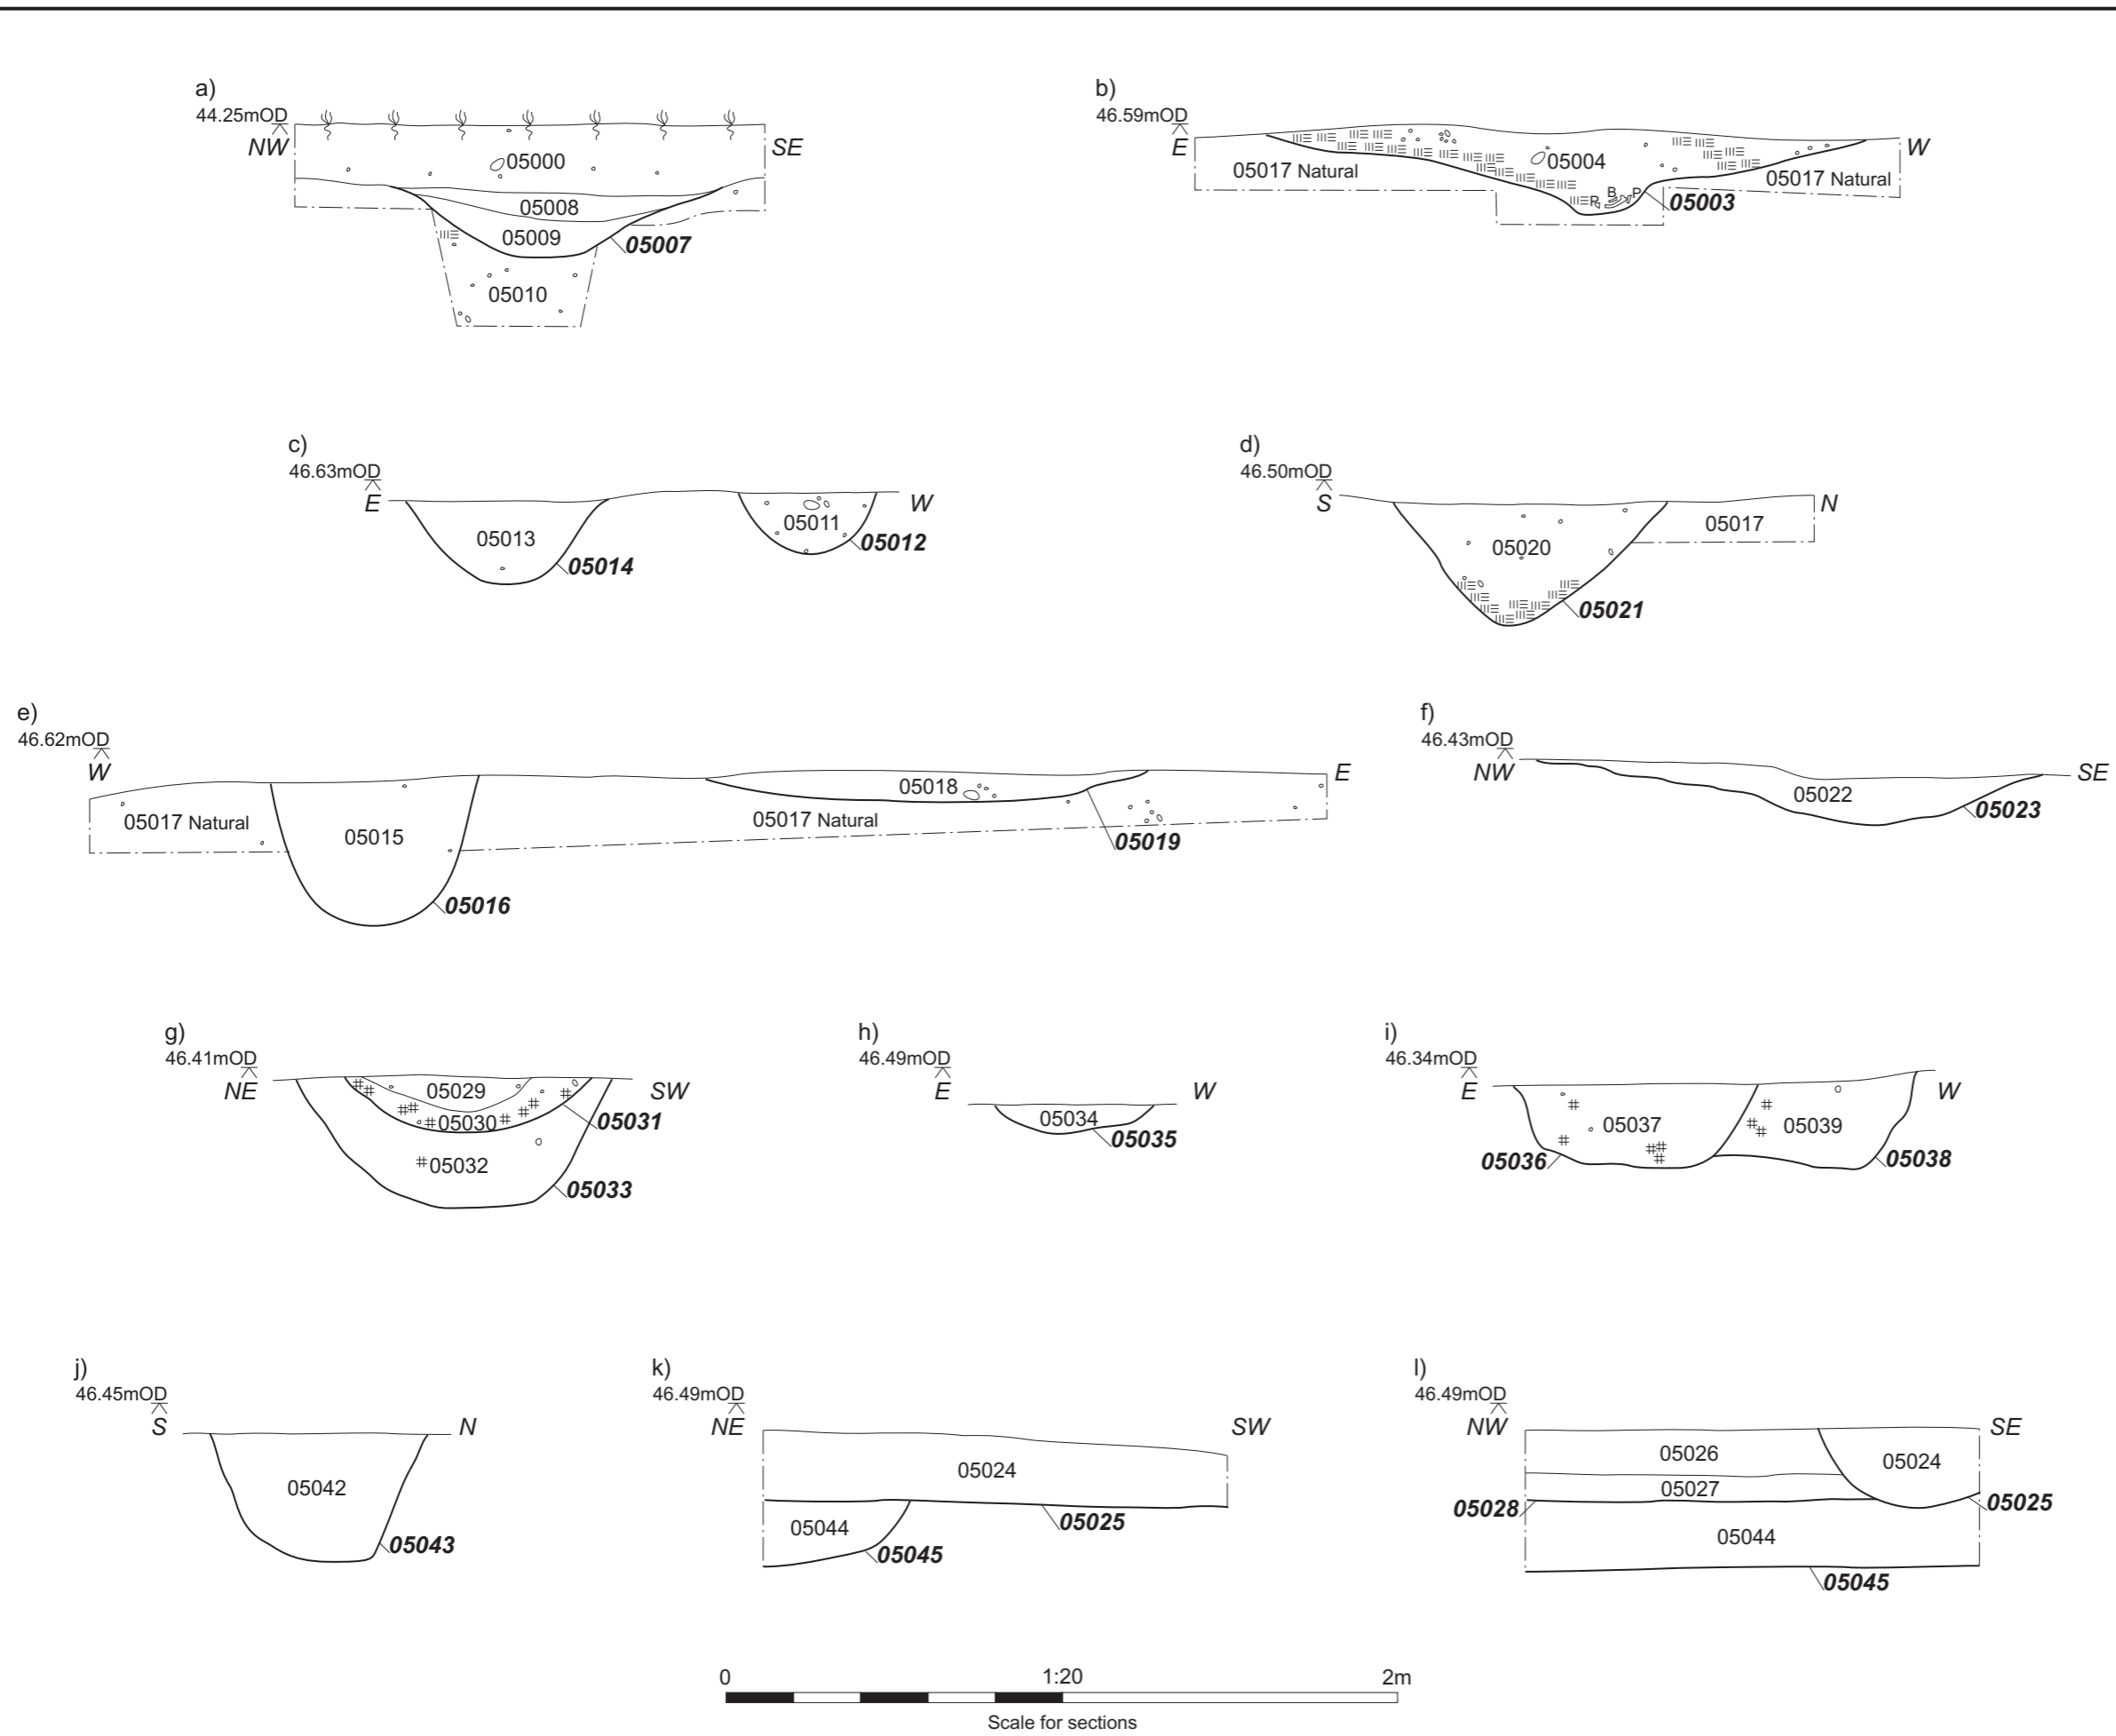 a)
44.25mOD
NW
SE
05000
05008
05009
05007
05010
b)
46.59mOD
E
W
05017 Natural
05004
05017 Natural
P B P
05003
c)
46.63mOD
E
W
05013
05014
05011
05012
d)
46.50mOD
S
N
05020
05017
05021
e)
46.62mOD
W
E
05017 Natural
05015
05016
05018
05017 Natural
05019
f)
46.43mOD
NW
SE
05022
05023
g)
46.41mOD
NE
SW
05029
05030
05031
05032
05033
h)
46.49mOD
E
W
05034
05035
i)
46.34mOD
E
W
05037
05039
05036
05038
j)
46.45mOD
S
N
05042
05043
k)
46.49mOD
NE
SW
05024
05044
05025
05045
l)
46.49mOD
NW
SE
05026
05024
05027
05028
05025
05044
05045
0 1:20 2m
Scale for sections